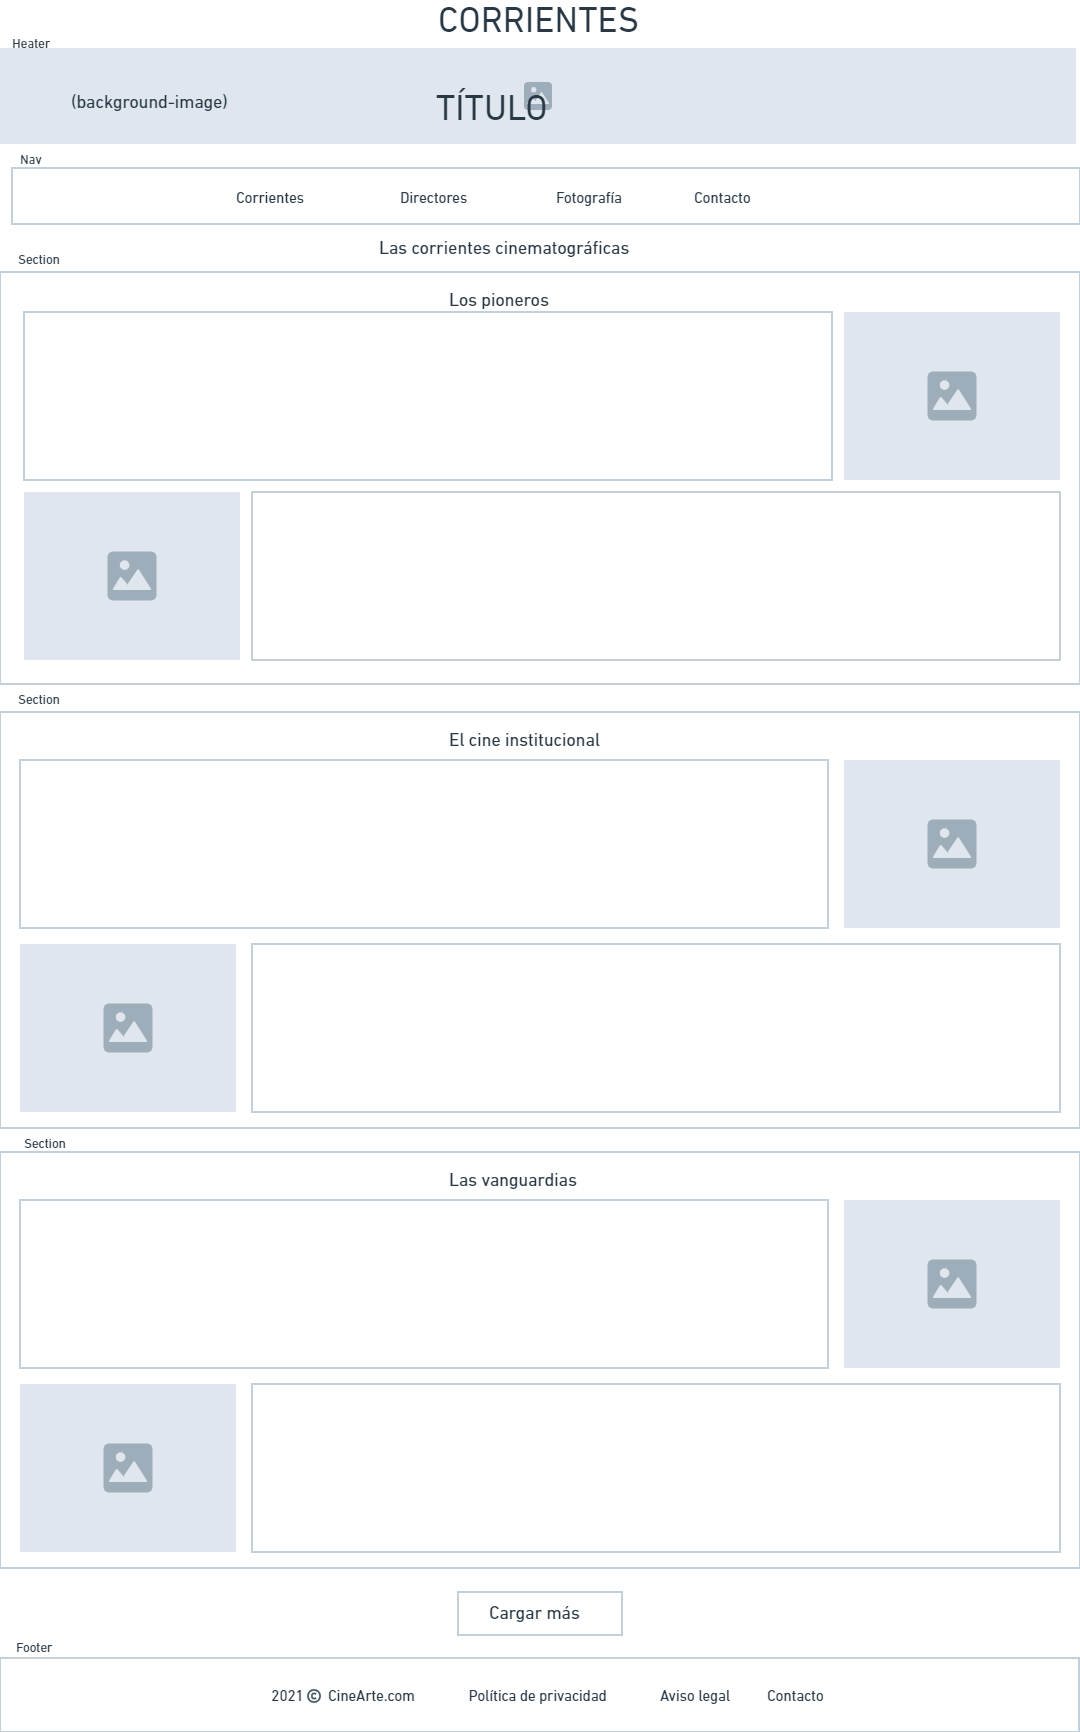 CORRIENTES
Heater
(background-image)
TÍTULO
Nav
Corrientes Directores Fotografía Contacto
Las corrientes cinematográficas
Section
Los pioneros
Section
El cine institucional
Section
Las vanguardias
Cargar más
Footer
2021 © CineArte.com Política de privacidad Aviso legal Contacto